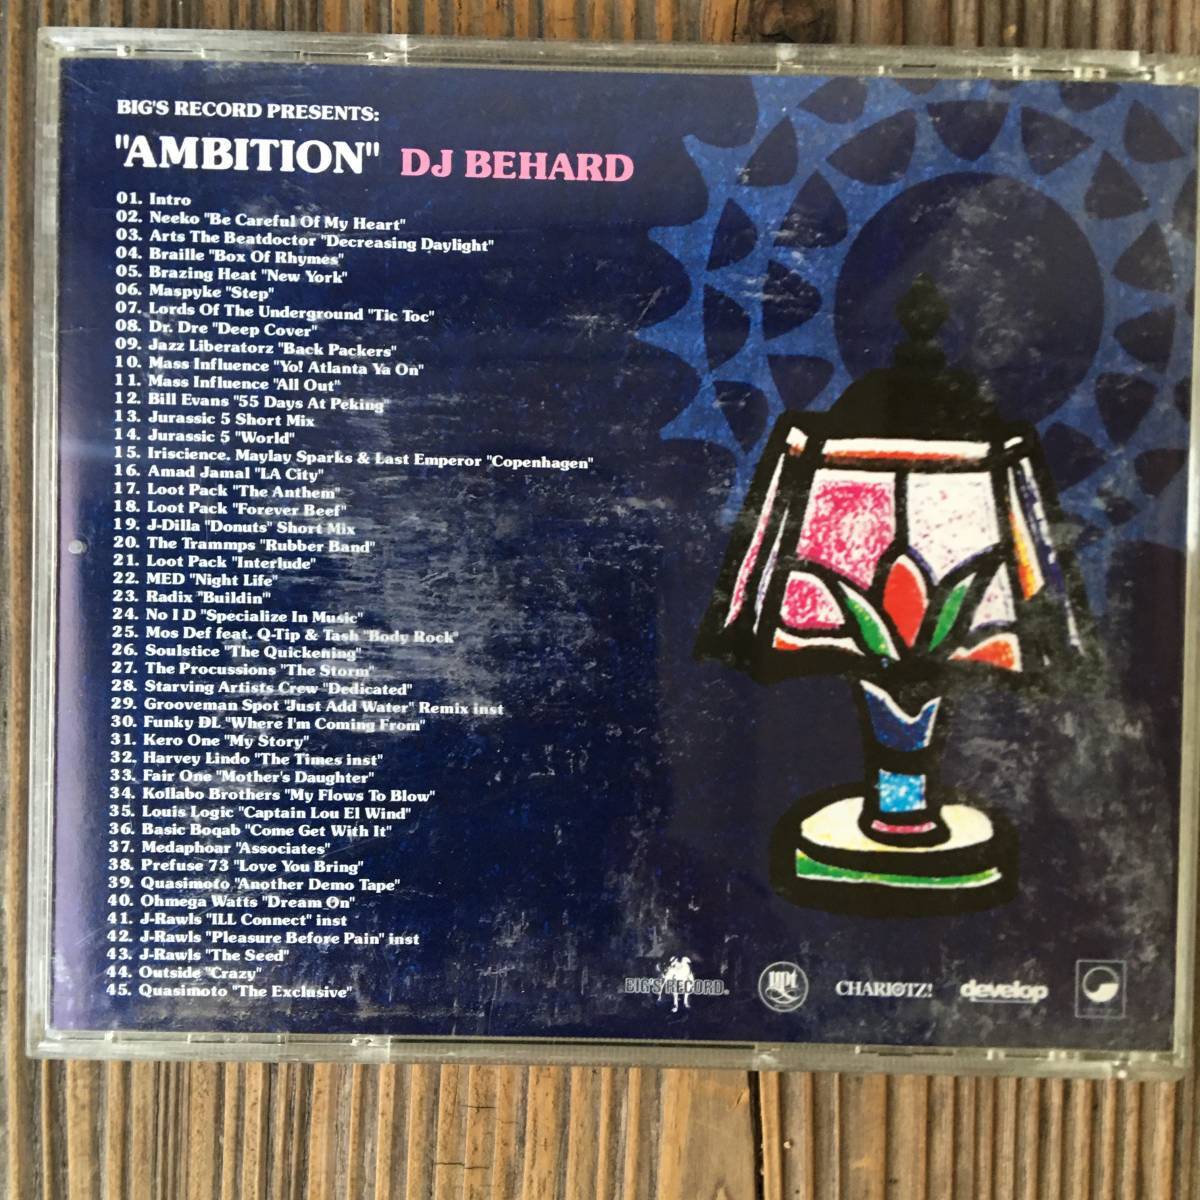 BIG'S RECORD PRESENTS:
"AMBITION" DJ BEHARD
01. Intro
02. Neeko "Be Careful Of My Heart"
03. Arts The Beatdoctor "Decreasing Daylight"
04. Braille "Box Of Rhymes"
05. Brazing Heat "New York"
06. Maspyke "Step"
07. Lords Of The Underground "Tic Toc"
08. Dr. Dre "Deep Cover"
09. Jazz Liberatorz "Back Packers"
10. Mass Influence "Yo! Atlanta Ya On"
11. Mass Influence "All Out"
12. Bill Evans "55 Days At Peking"
13. Jurassic 5 Short Mix
14. Jurassic 5 "World"
15. Iriscience. Maylay Sparks & Last Emperor "Copenhagen"
16. Amad Jamal "LA City"
17. Loot Pack "The Anthem"
18. Loot Pack "Forever Beef"
19. J-Dilla "Donuts" Short Mix
20. The Trammps "Rubber Band"
21. Loot Pack "Interlude"
22. MED "Night Life"
23. Radix "Buildin'"
24. No I D "Specialize In Music"
25. Mos Def feat. Q-Tip & Tash "Body Rock"
26. Soulstice "The Quickening"
27. The Procussions "The Storm"
28. Starving Artists Crew "Dedicated"
29. Grooveman Spot "Just Add Water" Remix inst
30. Funky DL "Where I'm Coming From"
31. Kero One "My Story"
32. Harvey Lindo "The Times inst"
33. Fair One "Mother's Daughter"
34. Kollabo Brothers "My Flows To Blow"
35. Louis Logic "Captain Lou El Wind"
36. Basic Boqab "Come Get With It"
37. Medaphoar "Associates"
38. Prefuse 73 "Love You Bring"
39. Quasimoto "Another Demo Tape"
40. Ohmega Watts "Dream On"
41. J-Rawls "ILL Connect" inst
42. J-Rawls "Pleasure Before Pain" inst
43. J-Rawls "The Seed"
44. Outside "Crazy"
45. Quasimoto "The Exclusive"
BIG'S RECORD. CHARIOTZ! develop